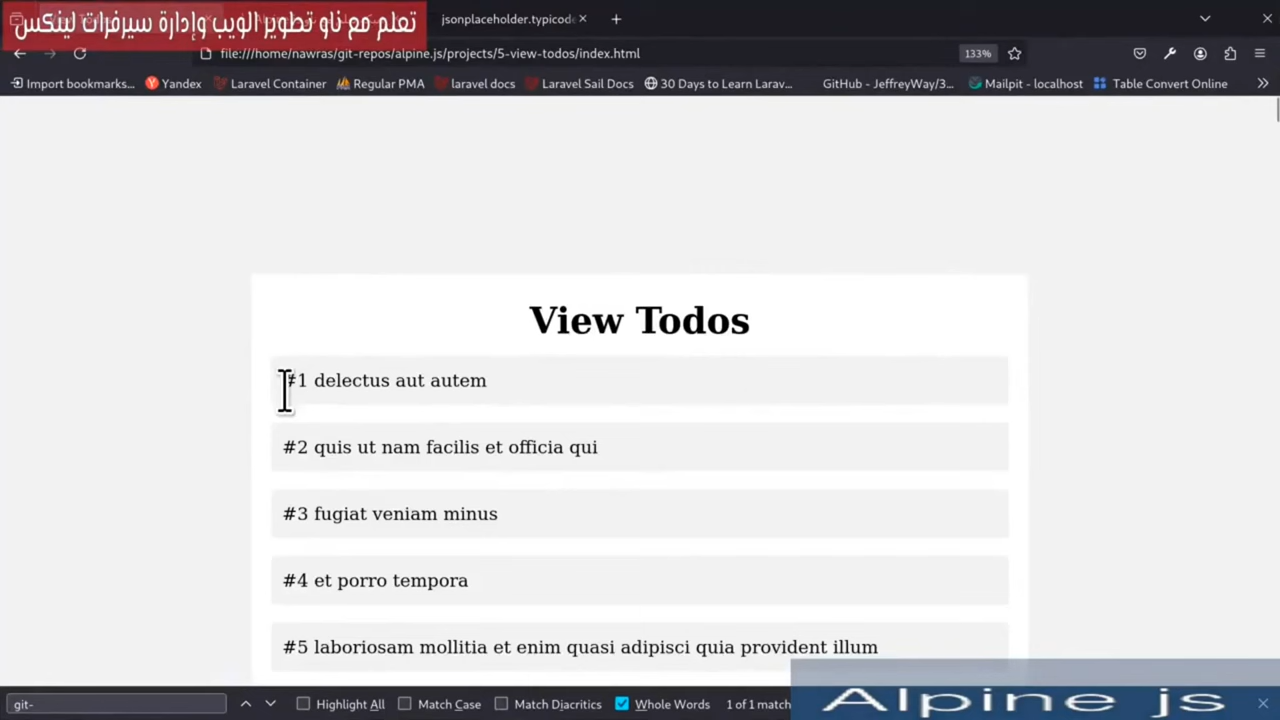 تعلم مع ناو تطوير الويب وإدارة سيرفرات لينكس
jsonplaceholder.typicod
file:///home/nawras/git-repos/alpine.js/projects/5-view-todos/index.html
133%
Import bookmarks...
Yandex
Laravel Container
Regular PMA
laravel docs
Laravel Sail Docs
30 Days to Learn Larav...
GitHub - JeffreyWay/3...
Mailpit - localhost
Table Convert Online
View Todos
#1 delectus aut autem
#2 quis ut nam facilis et officia qui
#3 fugiat veniam minus
#4 et porro tempora
#5 laboriosam mollitia et enim quasi adipisci quia provident illum
git-
Highlight All
Match Case
Match Diacritics
Whole Words
1 of 1 match
Alpine js